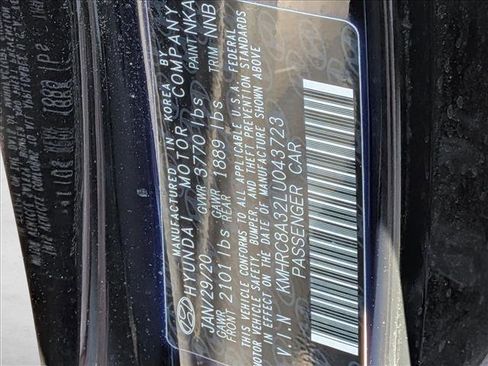 MANUFACTURED IN KOREA BY
HYUNDAI MOTOR COMPANY
JAN/29/20 GVWR 3770 lbs PAINT NKA
GAWR FRONT 2101 lbs GAWR REAR 1889 lbs TRIM NNB
THIS VEHICLE CONFORMS TO ALL APPLICABLE U.S.A. FEDERAL
MOTOR VEHICLE SAFETY, BUMPER, AND THEFT PREVENTION STANDARDS
IN EFFECT ON THE DATE OF MANUFACTURE SHOWN ABOVE
V.I.N KMHRC8A32LU043723
PASSENGER CAR